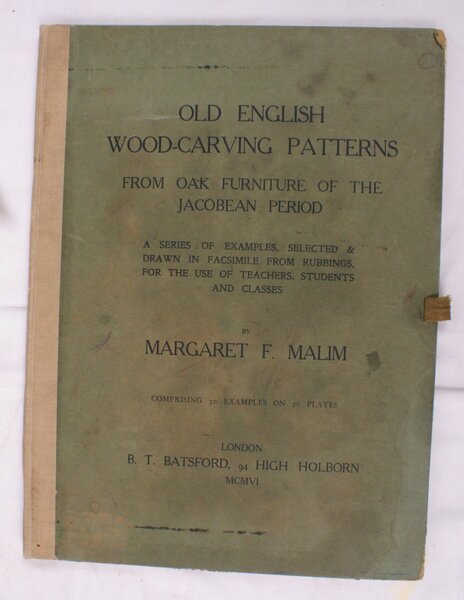 OLD ENGLISH
WOOD-CARVING PATTERNS
FROM OAK FURNITURE OF THE
JACOBEAN PERIOD
A SERIES OF EXAMPLES, SELECTED &
DRAWN IN FACSIMILE FROM RUBBINGS,
FOR THE USE OF TEACHERS, STUDENTS
AND CLASSES
BY
MARGARET F. MALIM
COMPRISING 30 EXAMPLES ON 20 PLATES
LONDON
B. T. BATSFORD, 94 HIGH HOLBORN
MCMVI